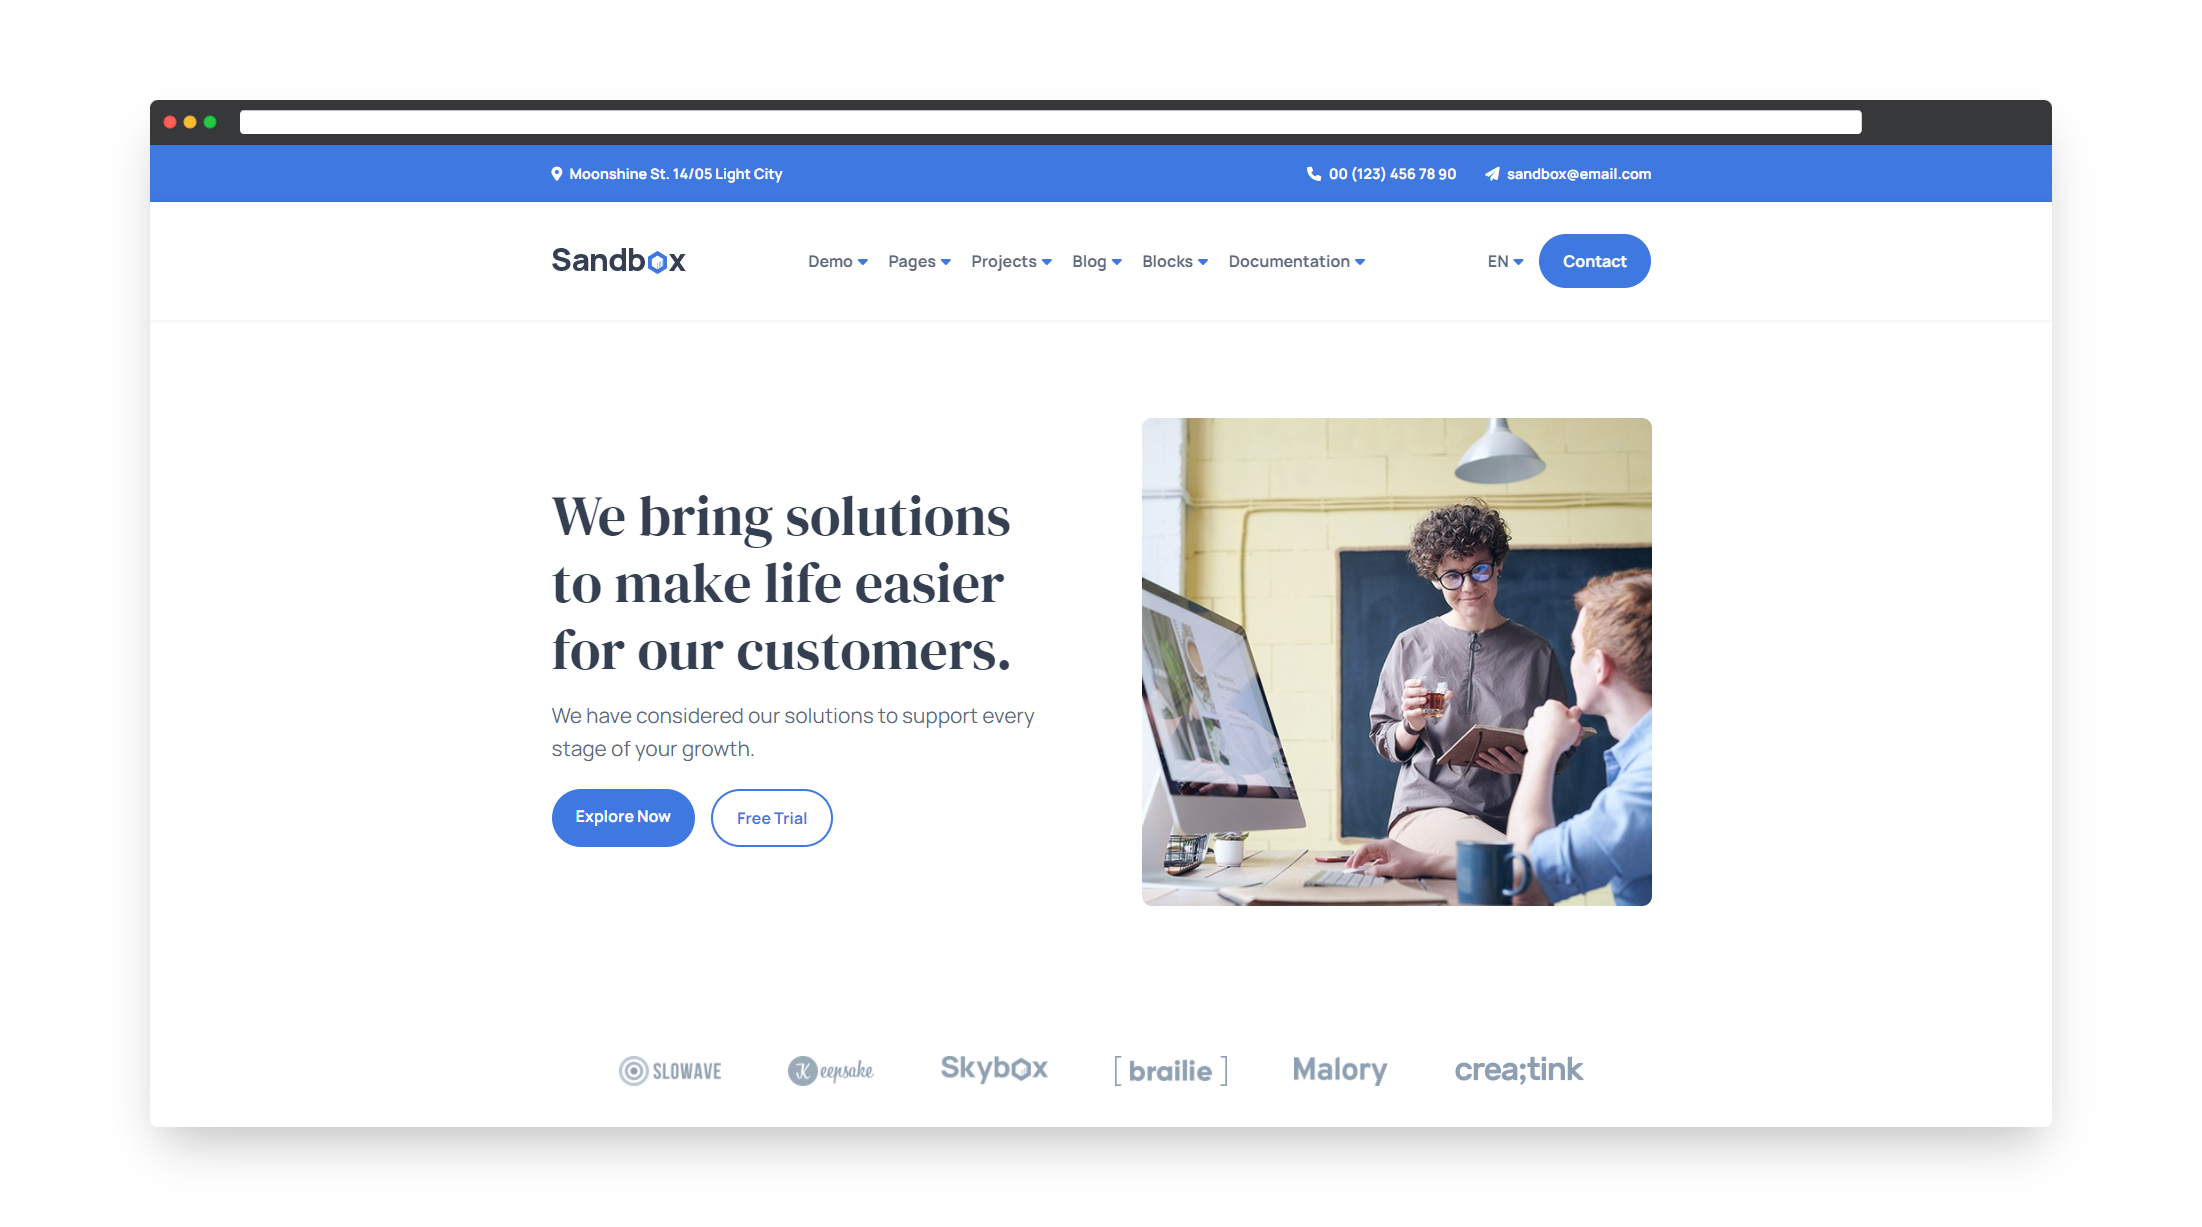 Moonshine St. 14/05 Light City
00 (123) 456 78 90
sandbox@email.com
Sandbox
Demo Pages Projects Blog Blocks Documentation
EN
Contact
We bring solutions
to make life easier
for our customers.
We have considered our solutions to support every
stage of your growth.
Explore Now
Free Trial
SLOWAVE
Keepsake
Skybox
[ brailie ]
Malory
crea;tink